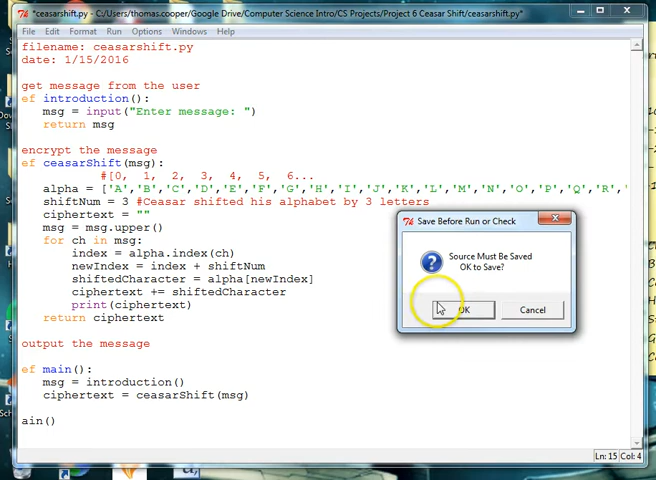 *ceasarshift.py - C:/Users/thomas.cooper/Google Drive/Computer Science Intro/CS Projects/Project 6 Ceasar Shift/ceasarshift.py*
File Edit Format Run Options Windows Help
filename: ceasarshift.py
date: 1/15/2016
get message from the user
ef introduction():
msg = input("Enter message: ")
return msg
encrypt the message
ef ceasarShift(msg):
#[0, 1, 2, 3, 4, 5, 6...
alpha = ['A','B','C','D','E','F','G','H','I','J','K','L','M','N','O','P','Q','R','
shiftNum = 3 #Ceasar shifted his alphabet by 3 letters
ciphertext = ""
msg = msg.upper()
for ch in msg:
index = alpha.index(ch)
newIndex = index + shiftNum
shiftedCharacter = alpha[newIndex]
ciphertext += shiftedCharacter
print(ciphertext)
return ciphertext
output the message
ef main():
msg = introduction()
ciphertext = ceasarShift(msg)
ain()
Save Before Run or Check
Source Must Be Saved
OK to Save?
OK Cancel
Ln: 15 Col: 4